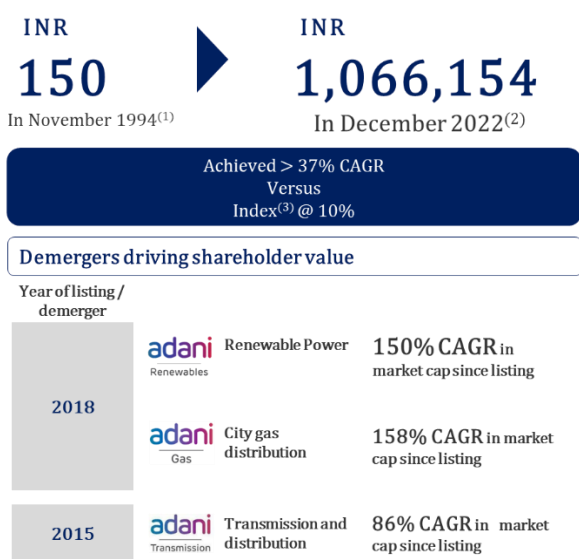 INR
150
In November 1994(1)
INR
1,066,154
In December 2022(2)
Achieved > 37% CAGR
Versus
Index(3) @ 10%
Demergers driving shareholder value
Year of listing /
demerger
2018
adani
Renewables
Renewable Power
150% CAGR in
market cap since listing
adani
Gas
City gas
distribution
158% CAGR in market
cap since listing
2015
adani
Transmission
Transmission and
distribution
86% CAGR in market
cap since listing